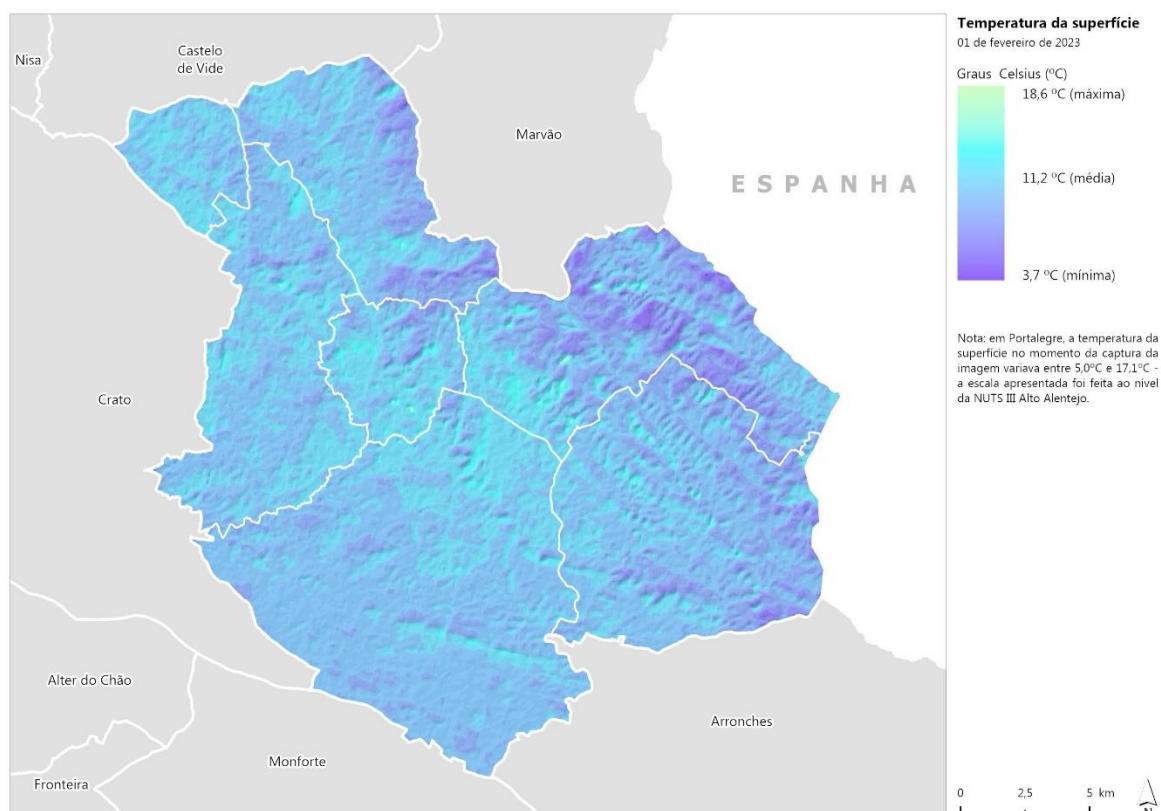 Temperatura da superfície
01 de fevereiro de 2023
Graus Celsius (ºC)
18,6 ºC (máxima)
11,2 ºC (média)
3,7 ºC (mínima)
Nota: em Portalegre, a temperatura da
superfície no momento da captura da
imagem variava entre 5,0ºC e 17,1ºC -
a escala apresentada foi feita ao nível
da NUTS III Alto Alentejo.
Nisa
Castelo
de Vide
Marvão
ESPANHA
Crato
Alter do Chão
Arronches
Monforte
Fronteira
0 2,5 5 km
N